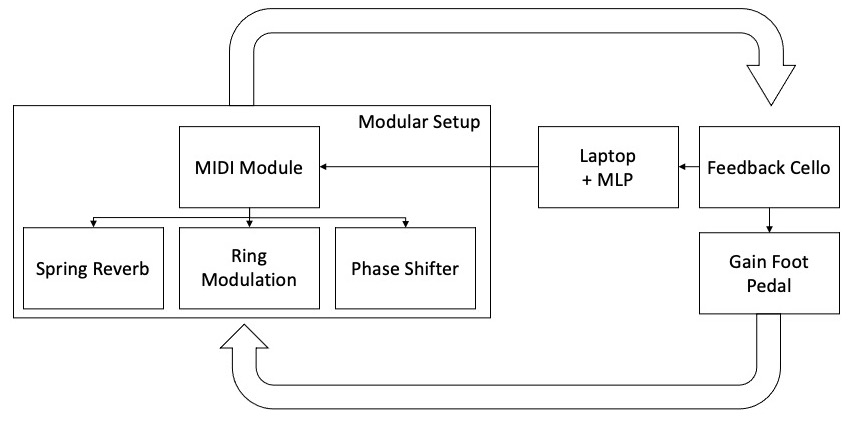 Modular Setup
MIDI Module
Laptop
+ MLP
Feedback Cello
Spring Reverb
Ring
Modulation
Phase Shifter
Gain Foot
Pedal